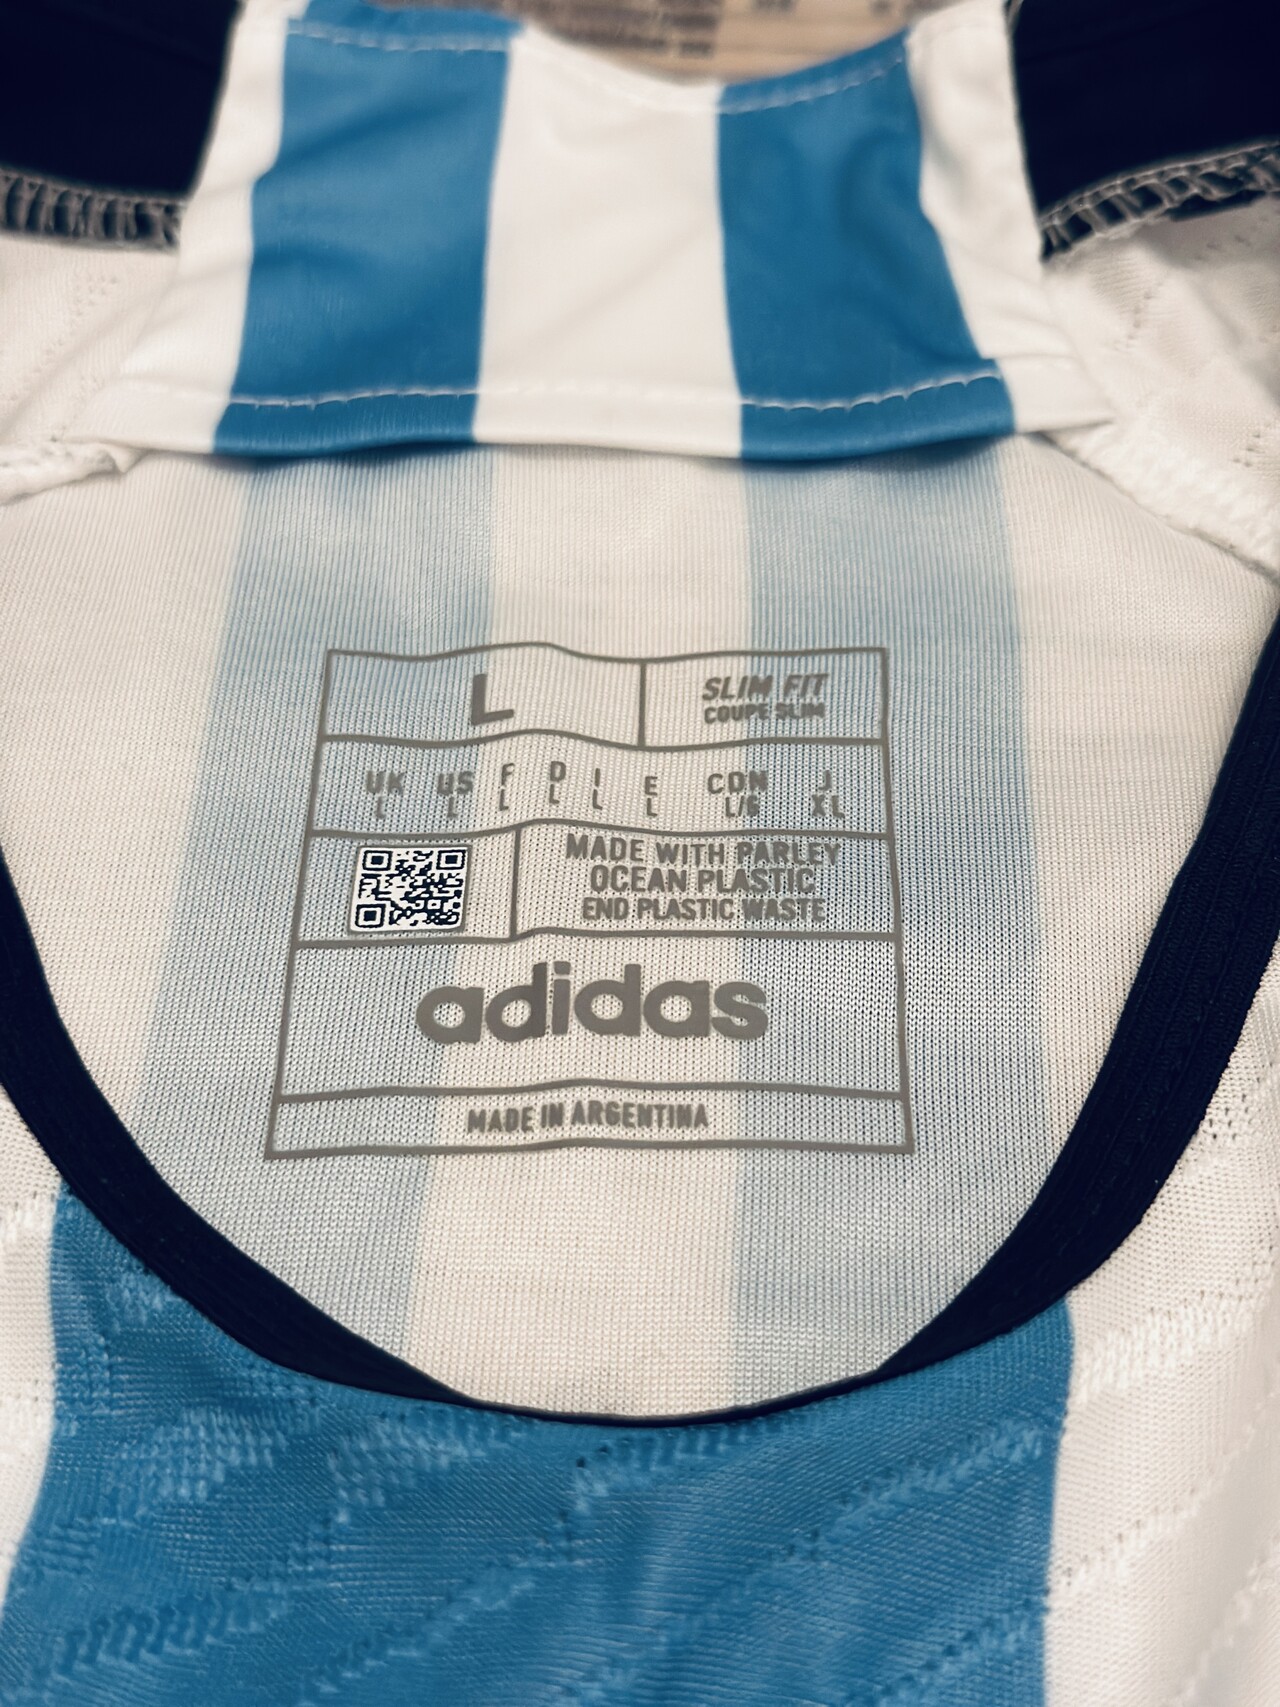 L
SLIM FIT
COUPE SLIM
UK US F D I E CDN J
L L L L L L L/G XL
MADE WITH PARLEY
OCEAN PLASTIC
END PLASTIC WASTE
adidas
MADE IN ARGENTINA